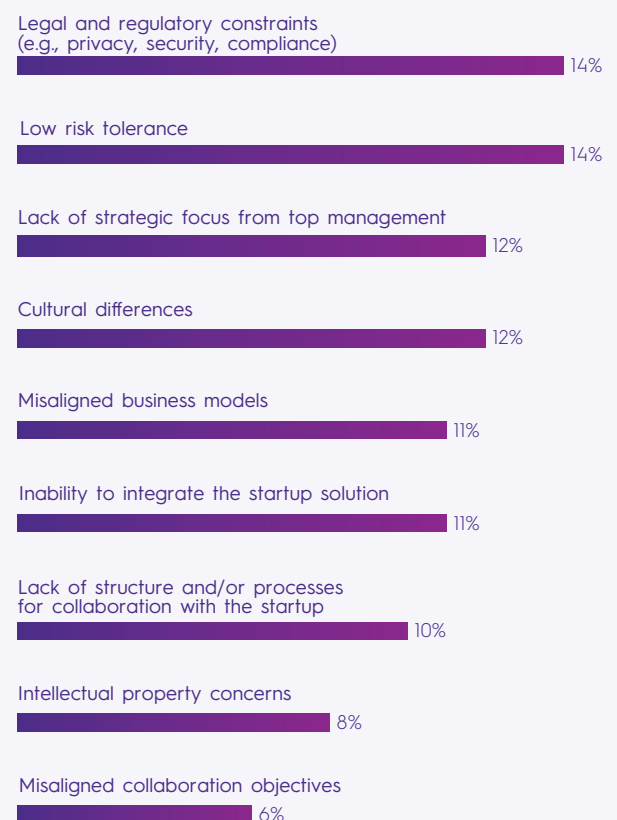 Legal and regulatory constraints
(e.g., privacy, security, compliance)
14%
Low risk tolerance
14%
Lack of strategic focus from top management
12%
Cultural differences
12%
Misaligned business models
11%
Inability to integrate the startup solution
11%
Lack of structure and/or processes
for collaboration with the startup
10%
Intellectual property concerns
8%
Misaligned collaboration objectives
6%